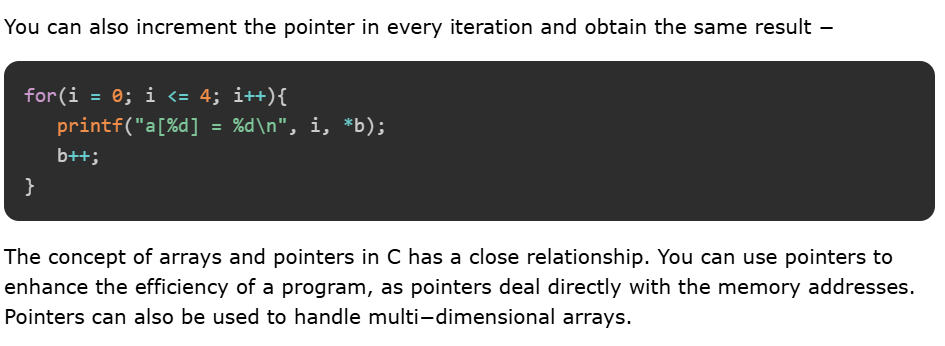 You can also increment the pointer in every iteration and obtain the same result −
for(i = 0; i <= 4; i++){
   printf("a[%d] = %d\n", i, *b);
   b++;
}
The concept of arrays and pointers in C has a close relationship. You can use pointers to
enhance the efficiency of a program, as pointers deal directly with the memory addresses.
Pointers can also be used to handle multi−dimensional arrays.